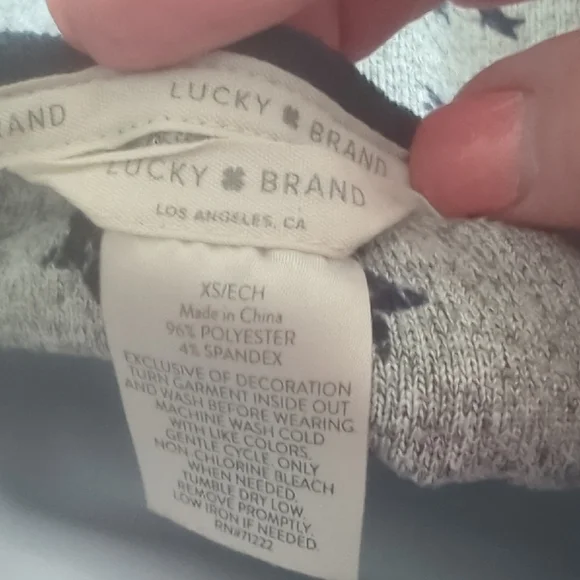 RAND
LUCKY BRAND
LUCKY BRAND
LOS ANGELES, CA
XS/ECH
Made in China
96% POLYESTER
4% SPANDEX
EXCLUSIVE OF DECORATION
TURN GARMENT INSIDE OUT
AND WASH BEFORE WEARING.
MACHINE WASH COLD
WITH LIKE COLORS.
GENTLE CYCLE. ONLY
NON-CHLORINE BLEACH
WHEN NEEDED.
TUMBLE DRY LOW.
REMOVE PROMPTLY.
LOW IRON IF NEEDED
RN#71222